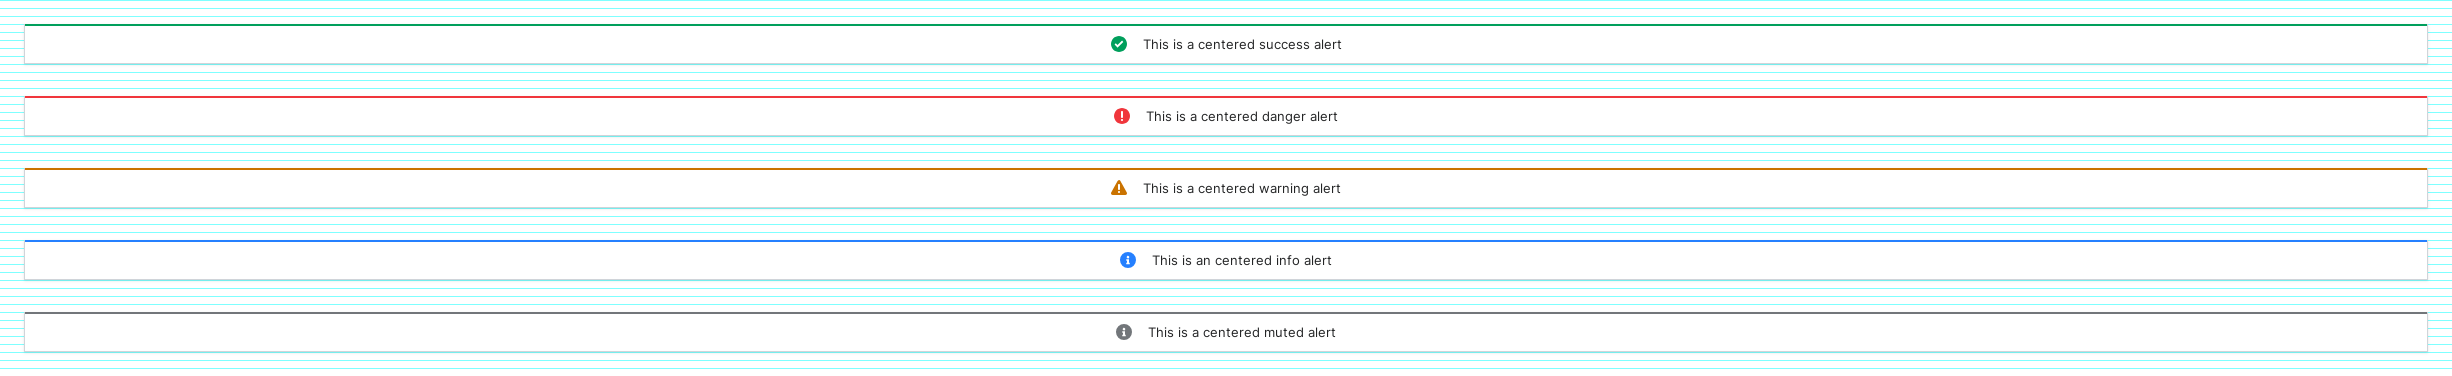 This is a centered success alert
This is a centered danger alert
This is a centered warning alert
This is an centered info alert
This is a centered muted alert